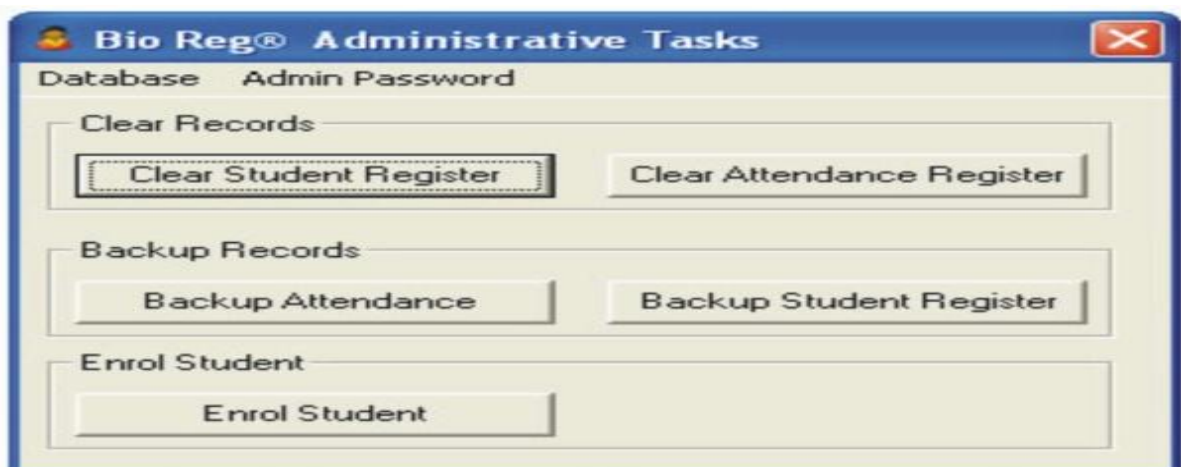 Bio Reg® Administrative Tasks
Database Admin Password
Clear Records
Clear Student Register Clear Attendance Register
Backup Records
Backup Attendance Backup Student Register
Enrol Student
Enrol Student